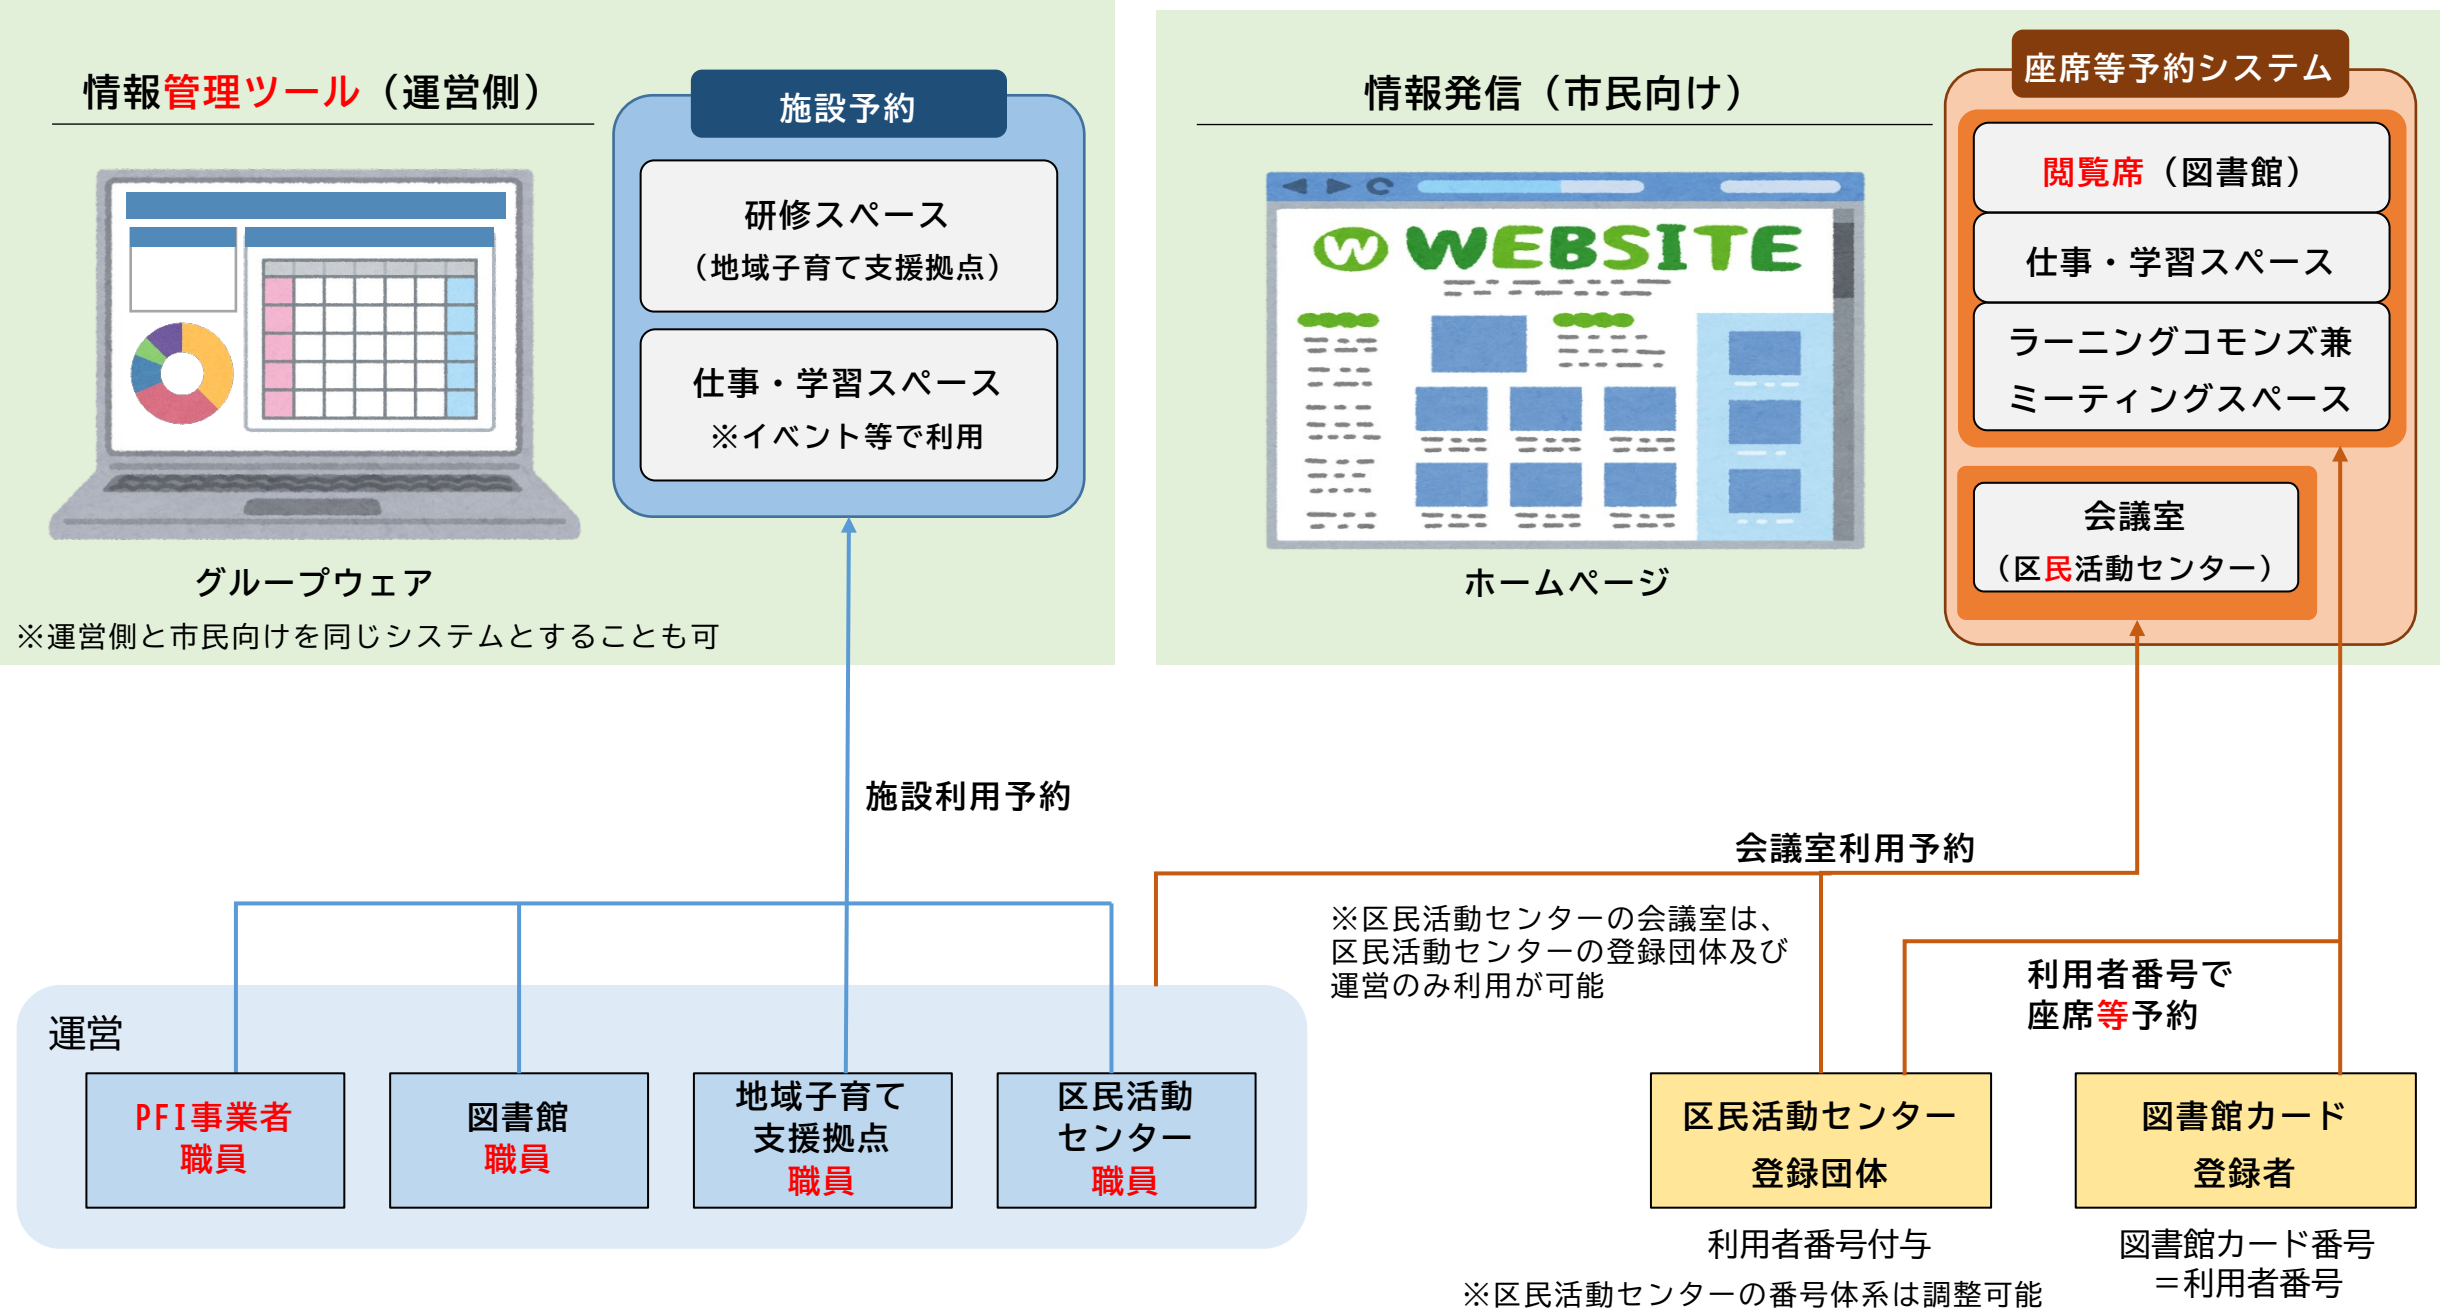 情報管理ツール（運営側）
施設予約
研修スペース
（地域子育て支援拠点）
仕事・学習スペース
※イベント等で利用
グループウェア
※運営側と市民向けを同じシステムとすることも可
情報発信（市民向け）
座席等予約システム
閲覧席（図書館）
仕事・学習スペース
ラーニングコモンズ兼
ミーティングスペース
会議室
（区民活動センター）
W WEBSITE
ホームページ
施設利用予約
会議室利用予約
※区民活動センターの会議室は、
区民活動センターの登録団体及び
運営のみ利用が可能
利用者番号で
座席等予約
運営
PFI事業者
職員
図書館
職員
地域子育て
支援拠点
職員
区民活動
センター
職員
区民活動センター
登録団体
利用者番号付与
※区民活動センターの番号体系は調整可能
図書館カード
登録者
図書館カード番号
＝利用者番号